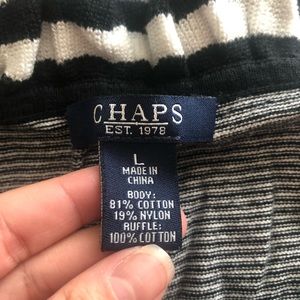 CHAPS
EST. 1978
L
MADE IN
CHINA
BODY:
81% COTTON
19% NYLON
RUFFLE:
100% COTTON